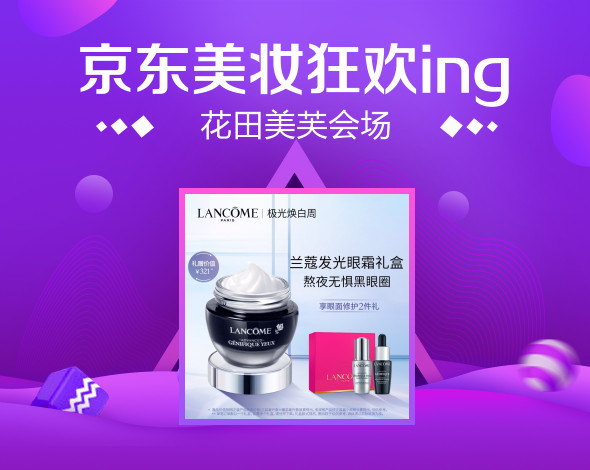 京东美妆狂欢ing
花田美芙会场
LANCÔME
PARIS
极光焕白周
礼赠价值
¥321
兰蔻发光眼霜礼盒
熬夜无惧黑眼圈
享眼面修护2件礼
LANCÔME
GÉNIFIQUE YEUX